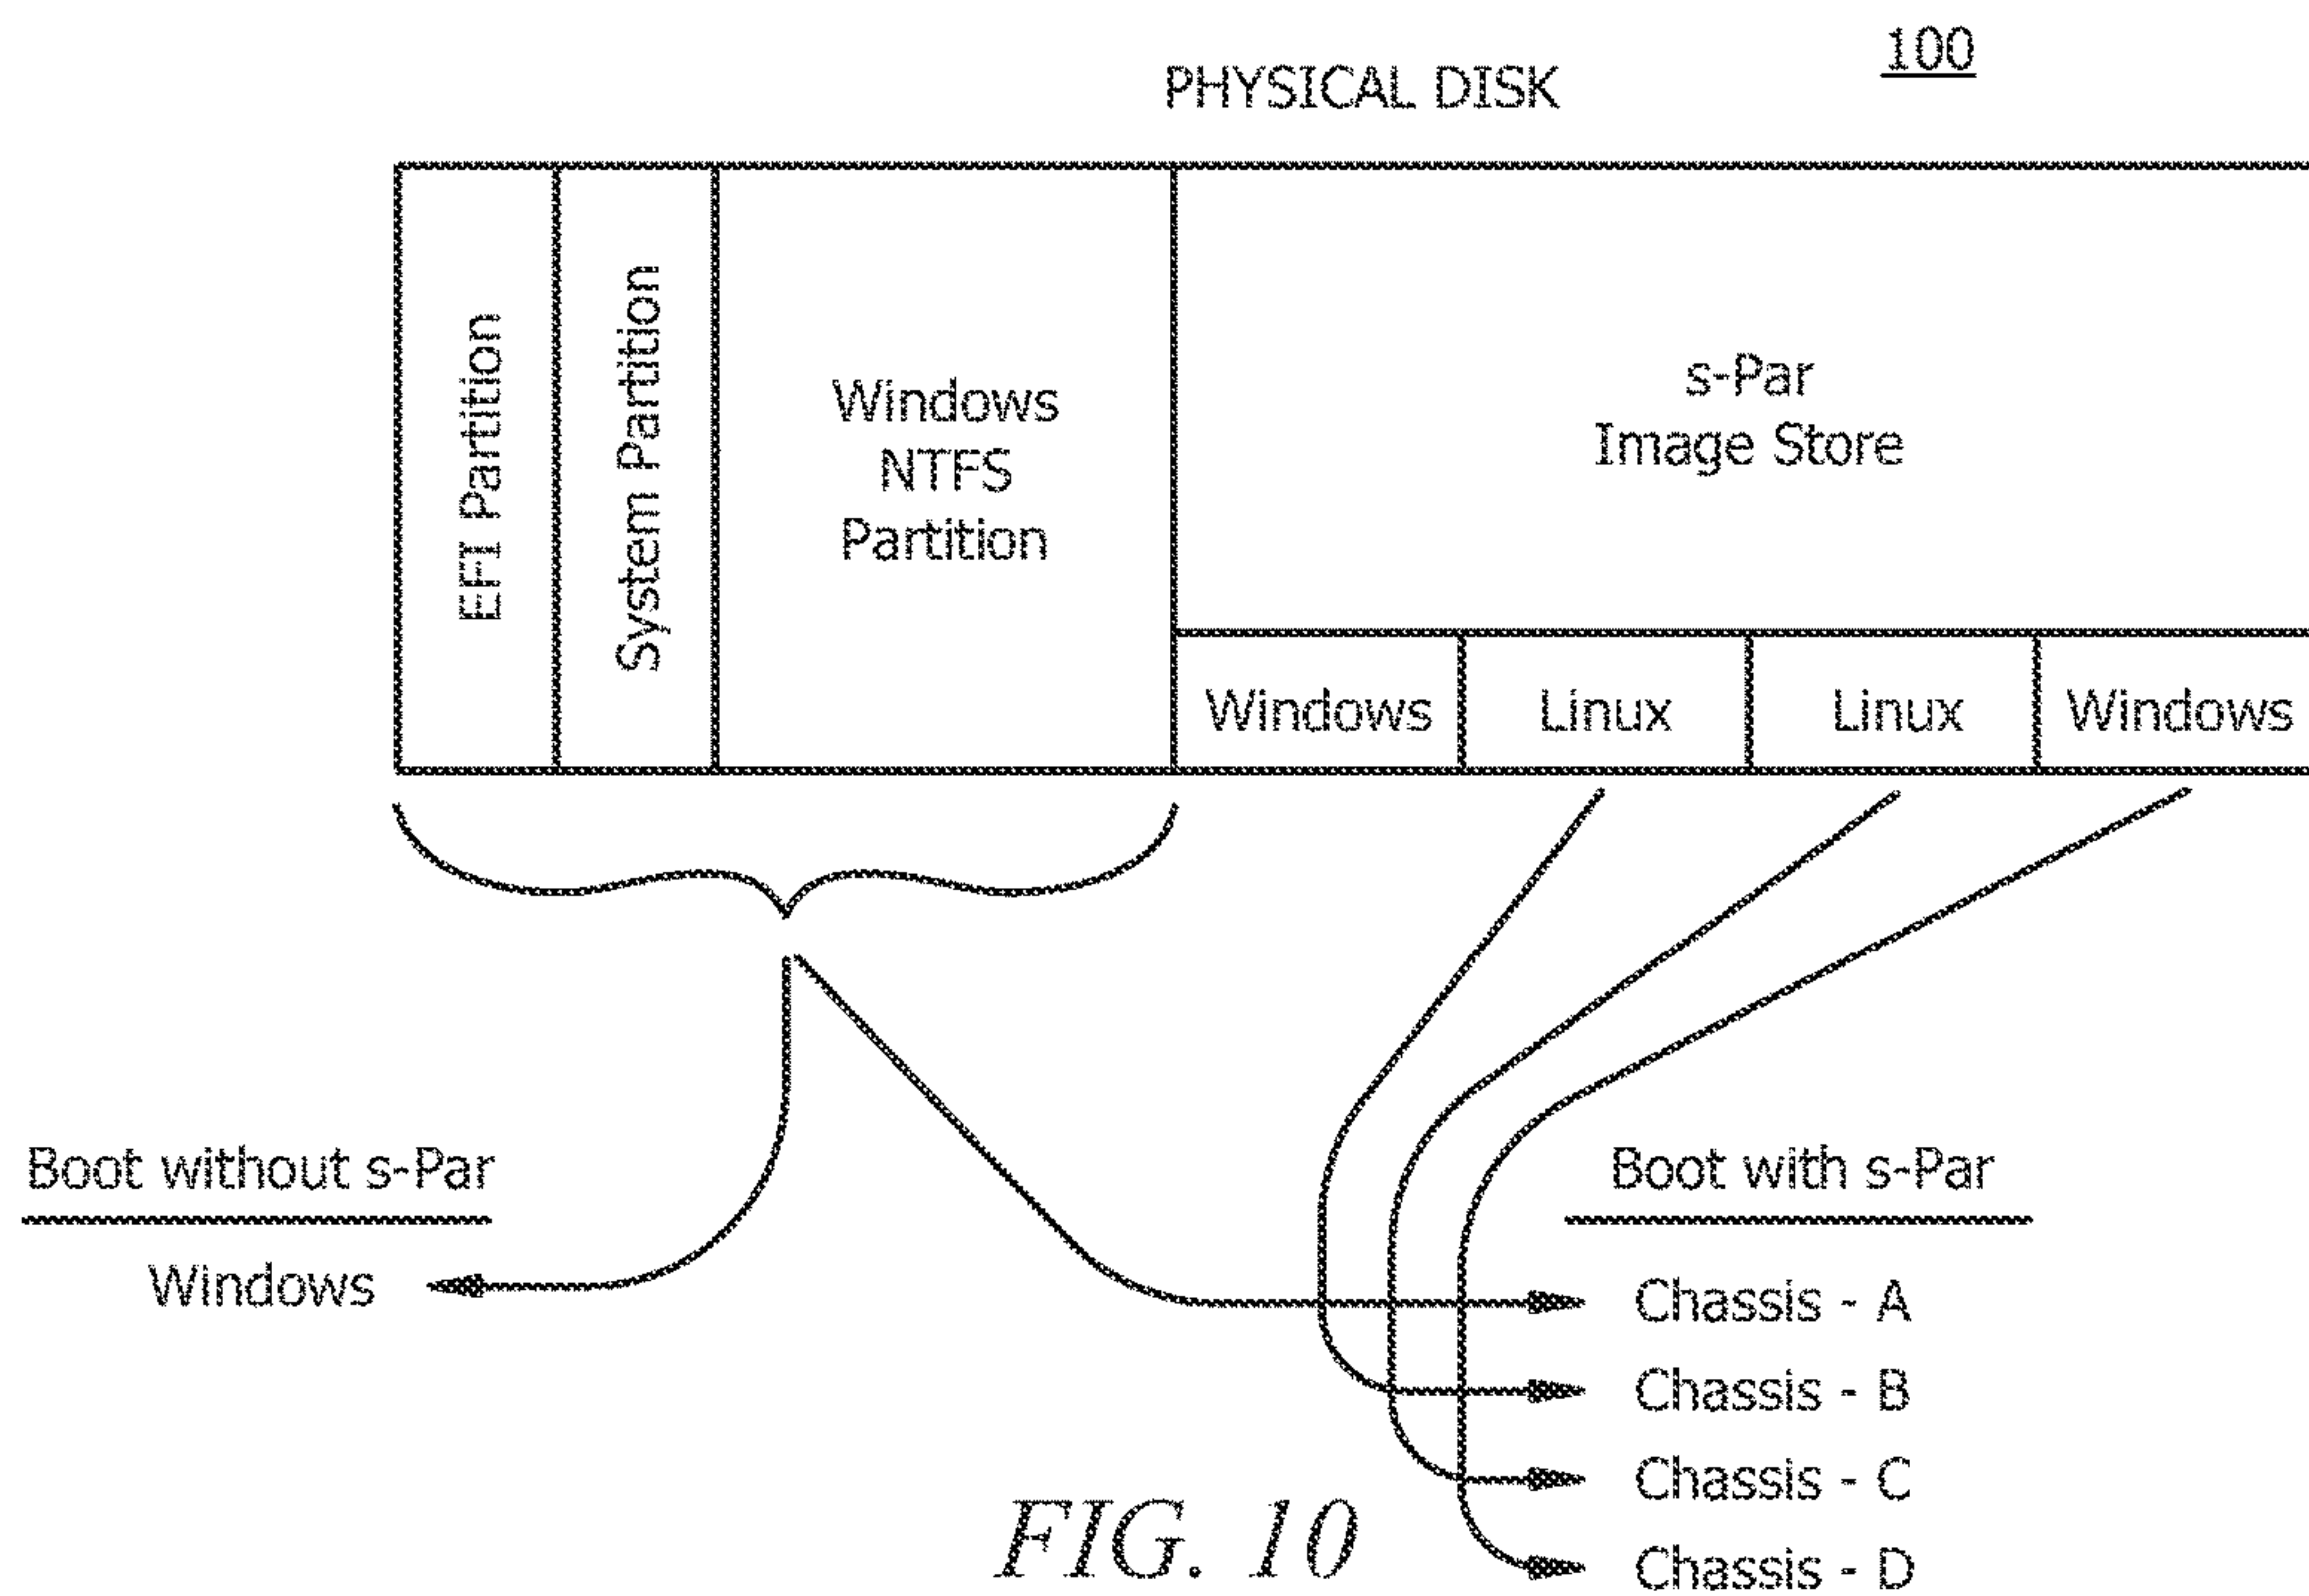 100
PHYSICAL DISK
EFI Partition
System Partition
Windows
NTFS
Partition
s-Par
Image Store
Windows
Linux
Linux
Windows
Boot without s-Par
Windows
Boot with s-Par
Chassis - A
Chassis - B
Chassis - C
Chassis - D
FIG. 10